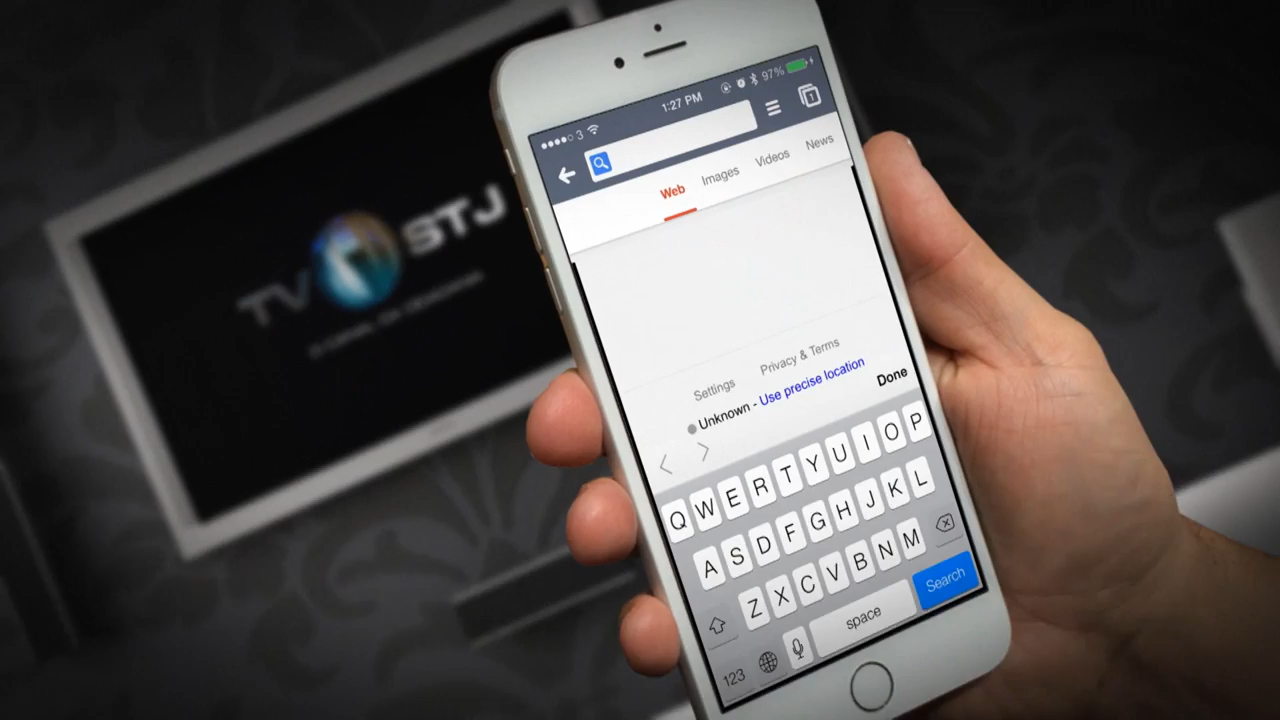 TV STJ
3
1:27 PM
97%
1
Web Images Videos News
Settings Privacy & Terms
Unknown - Use precise location
Done
Q W E R T Y U I O P
A S D F G H J K L
Z X C V B N M
123 space Search